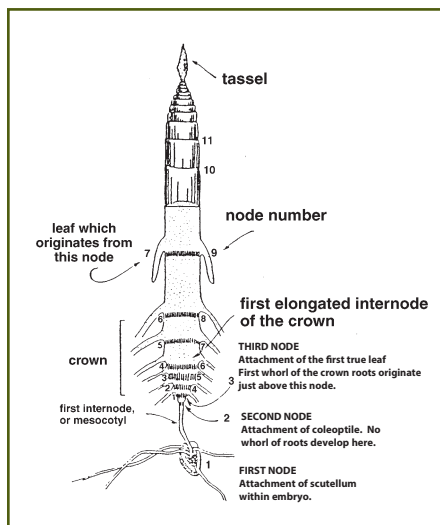 tassel
11
10
leaf which
originates from
this node
node number
7
9
first elongated internode
of the crown
6
8
5
7
crown
4
6
3
5
2
4
1
3
THIRD NODE
Attachment of the first true leaf
First whorl of the crown roots originate
just above this node.
first internode,
or mesocotyl
2
SECOND NODE
Attachment of coleoptile. No
whorl of roots develop here.
1
FIRST NODE
Attachment of scutellum
within embryo.